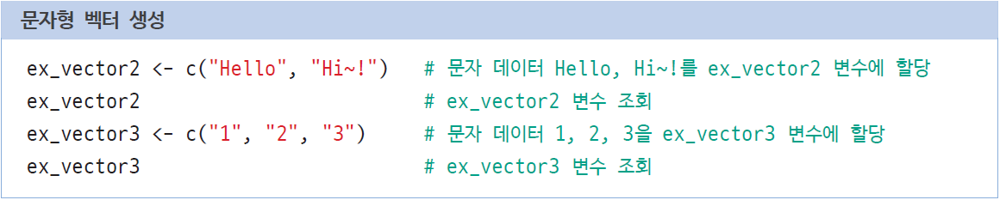 문자형 벡터 생성
ex_vector2 <- c("Hello", "Hi~!") # 문자 데이터 Hello, Hi~!를 ex_vector2 변수에 할당
ex_vector2 # ex_vector2 변수 조회
ex_vector3 <- c("1", "2", "3") # 문자 데이터 1, 2, 3을 ex_vector3 변수에 할당
ex_vector3 # ex_vector3 변수 조회